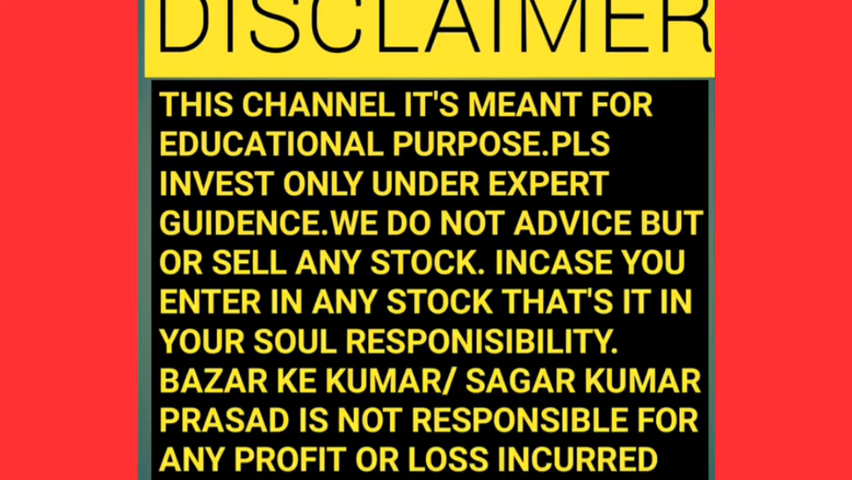 DISCLAIMER
THIS CHANNEL IT'S MEANT FOR
EDUCATIONAL PURPOSE.PLS
INVEST ONLY UNDER EXPERT
GUIDENCE.WE DO NOT ADVICE BUT
OR SELL ANY STOCK. INCASE YOU
ENTER IN ANY STOCK THAT'S IT IN
YOUR SOUL RESPONISIBILITY.
BAZAR KE KUMAR/ SAGAR KUMAR
PRASAD IS NOT RESPONSIBLE FOR
ANY PROFIT OR LOSS INCURRED